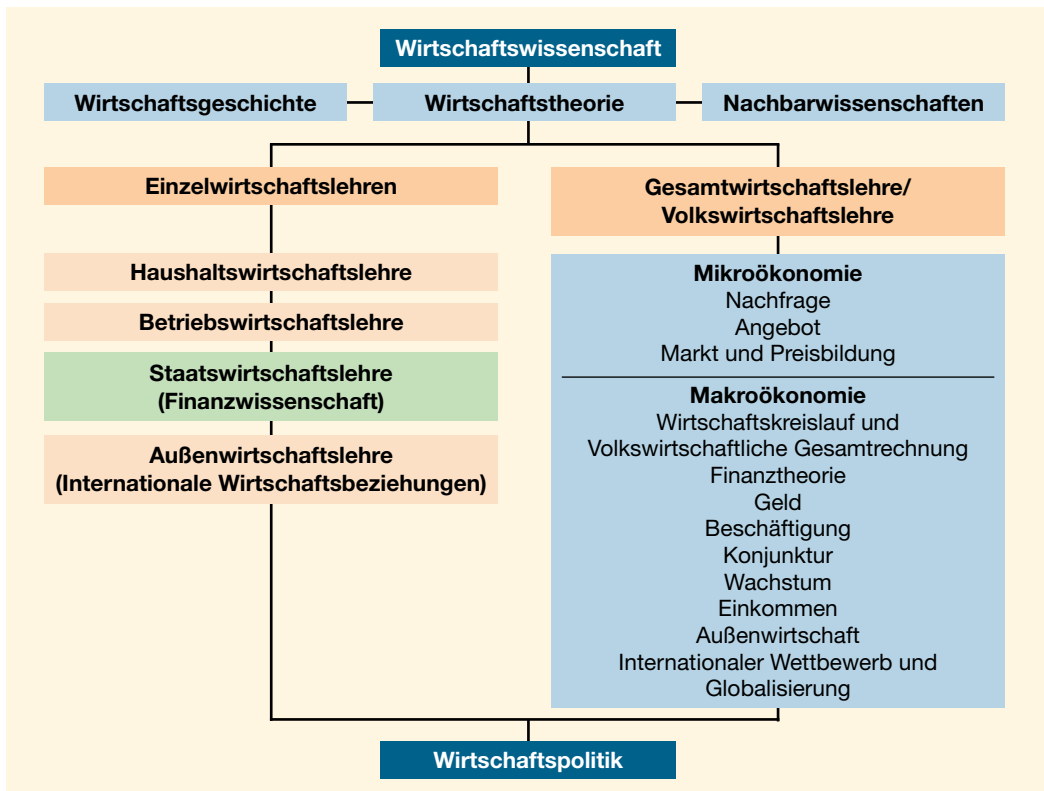 Wirtschaftswissenschaft
Wirtschaftsgeschichte
Wirtschaftstheorie
Nachbarwissenschaften
Einzelwirtschaftslehren
Haushaltswirtschaftslehre
Betriebswirtschaftslehre
Staatswirtschaftslehre
(Finanzwissenschaft)
Außenwirtschaftslehre
(Internationale Wirtschaftsbeziehungen)
Gesamtwirtschaftslehre/
Volkswirtschaftslehre
Mikroökonomie
Nachfrage
Angebot
Markt und Preisbildung
Makroökonomie
Wirtschaftskreislauf und
Volkswirtschaftliche Gesamtrechnung
Finanztheorie
Geld
Beschäftigung
Konjunktur
Wachstum
Einkommen
Außenwirtschaft
Internationaler Wettbewerb und
Globalisierung
Wirtschaftspolitik